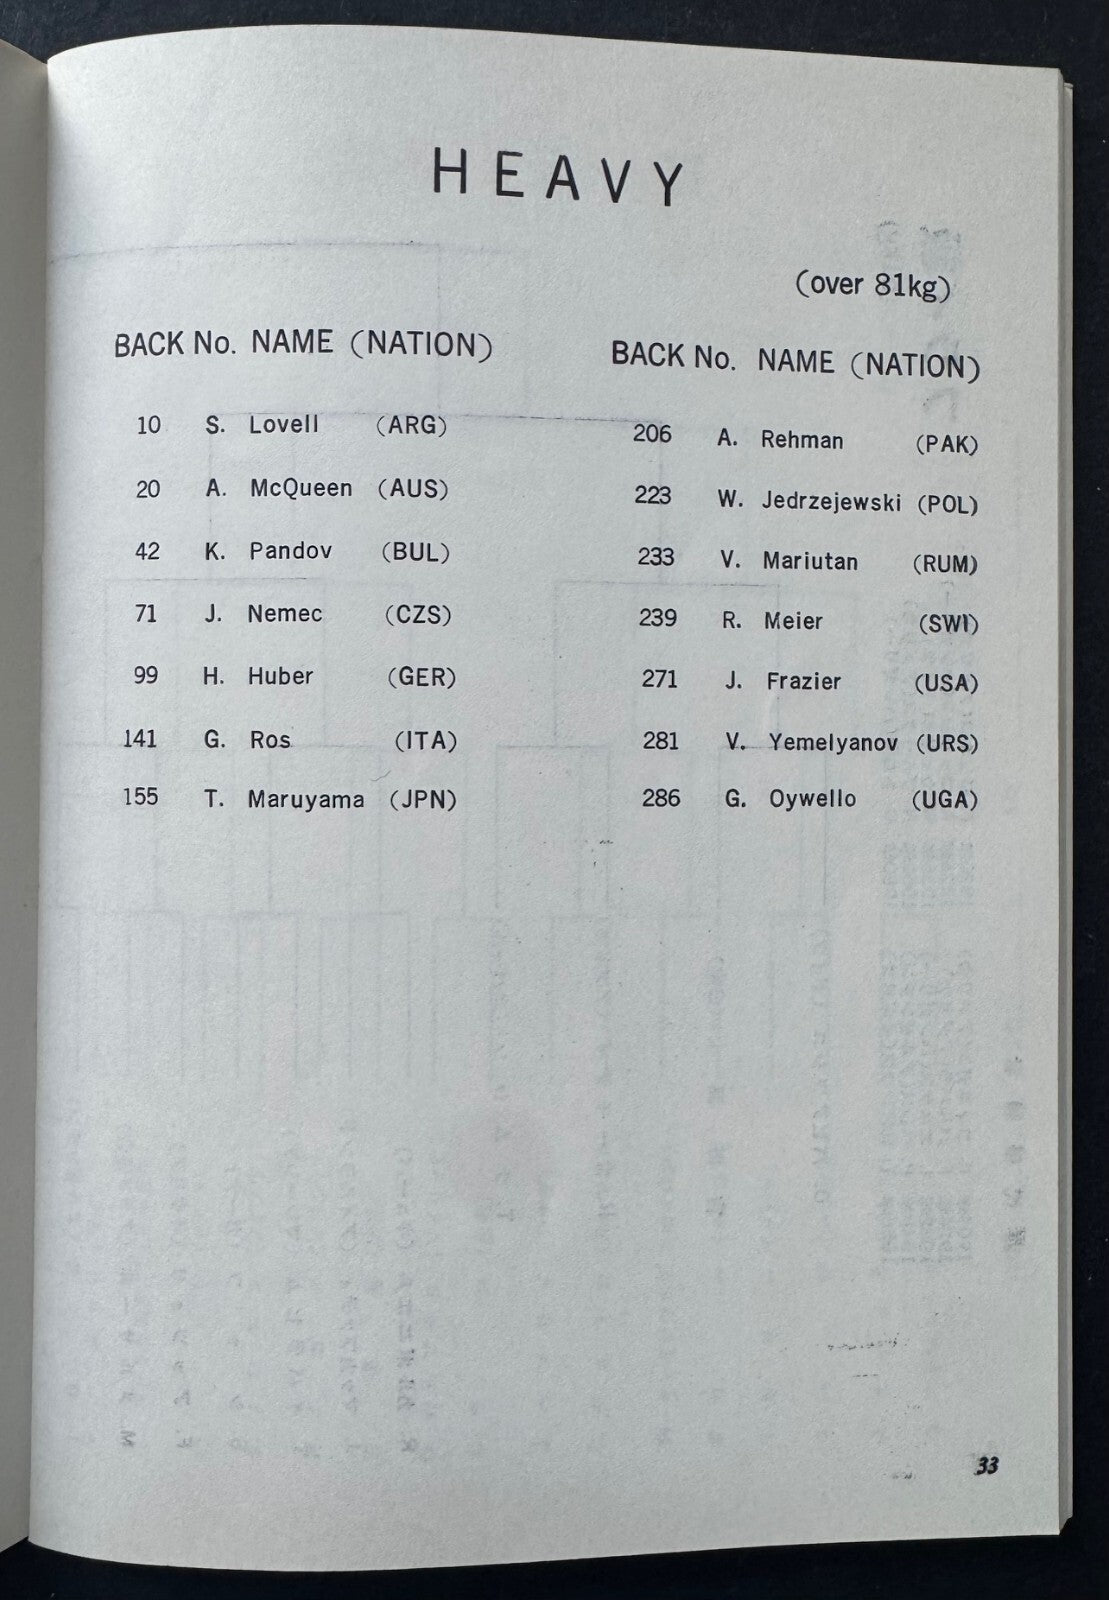 HEAVY
(over 81kg)
BACK No. NAME (NATION)
10 S. Lovell (ARG)
20 A. McQueen (AUS)
42 K. Pandov (BUL)
71 J. Nemec (CZS)
99 H. Huber (GER)
141 G. Ros (ITA)
155 T. Maruyama (JPN)
BACK No. NAME (NATION)
206 A. Rehman (PAK)
223 W. Jedrzejewski (POL)
233 V. Mariutan (RUM)
239 R. Meier (SWI)
271 J. Frazier (USA)
281 V. Yemelyanov (URS)
286 G. Oywello (UGA)
33